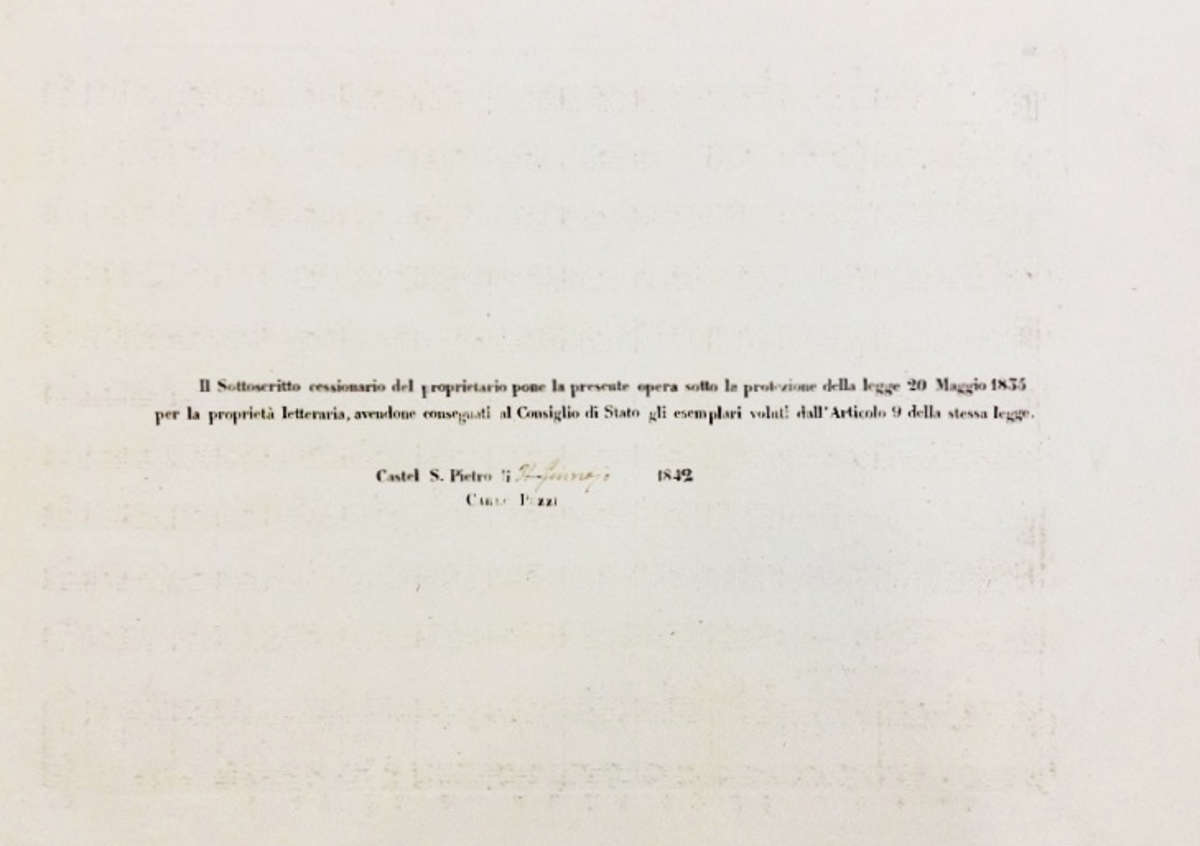 Il Sottoscritto cessionario del proprietario pone la presente opera sotto la protezione della legge 20 Maggio 1835
per la proprietà letteraria, avendone consegnati al Consiglio di Stato gli esemplari voluti dall'Articolo 9 della stessa legge.
Castel S. Pietro li 1842
CARLO POZZI